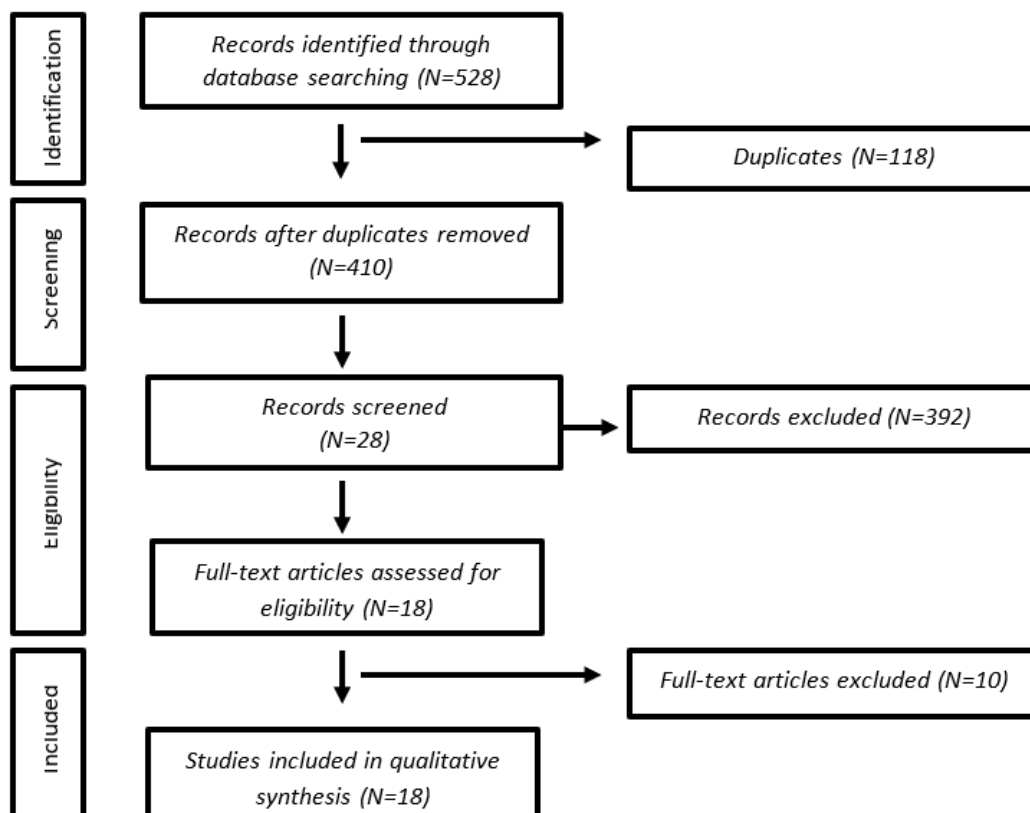 Identification
Records identified through
database searching (N=528)
Duplicates (N=118)
Screening
Records after duplicates removed
(N=410)
Eligibility
Records screened
(N=28)
Records excluded (N=392)
Full-text articles assessed for
eligibility (N=18)
Included
Full-text articles excluded (N=10)
Studies included in qualitative
synthesis (N=18)